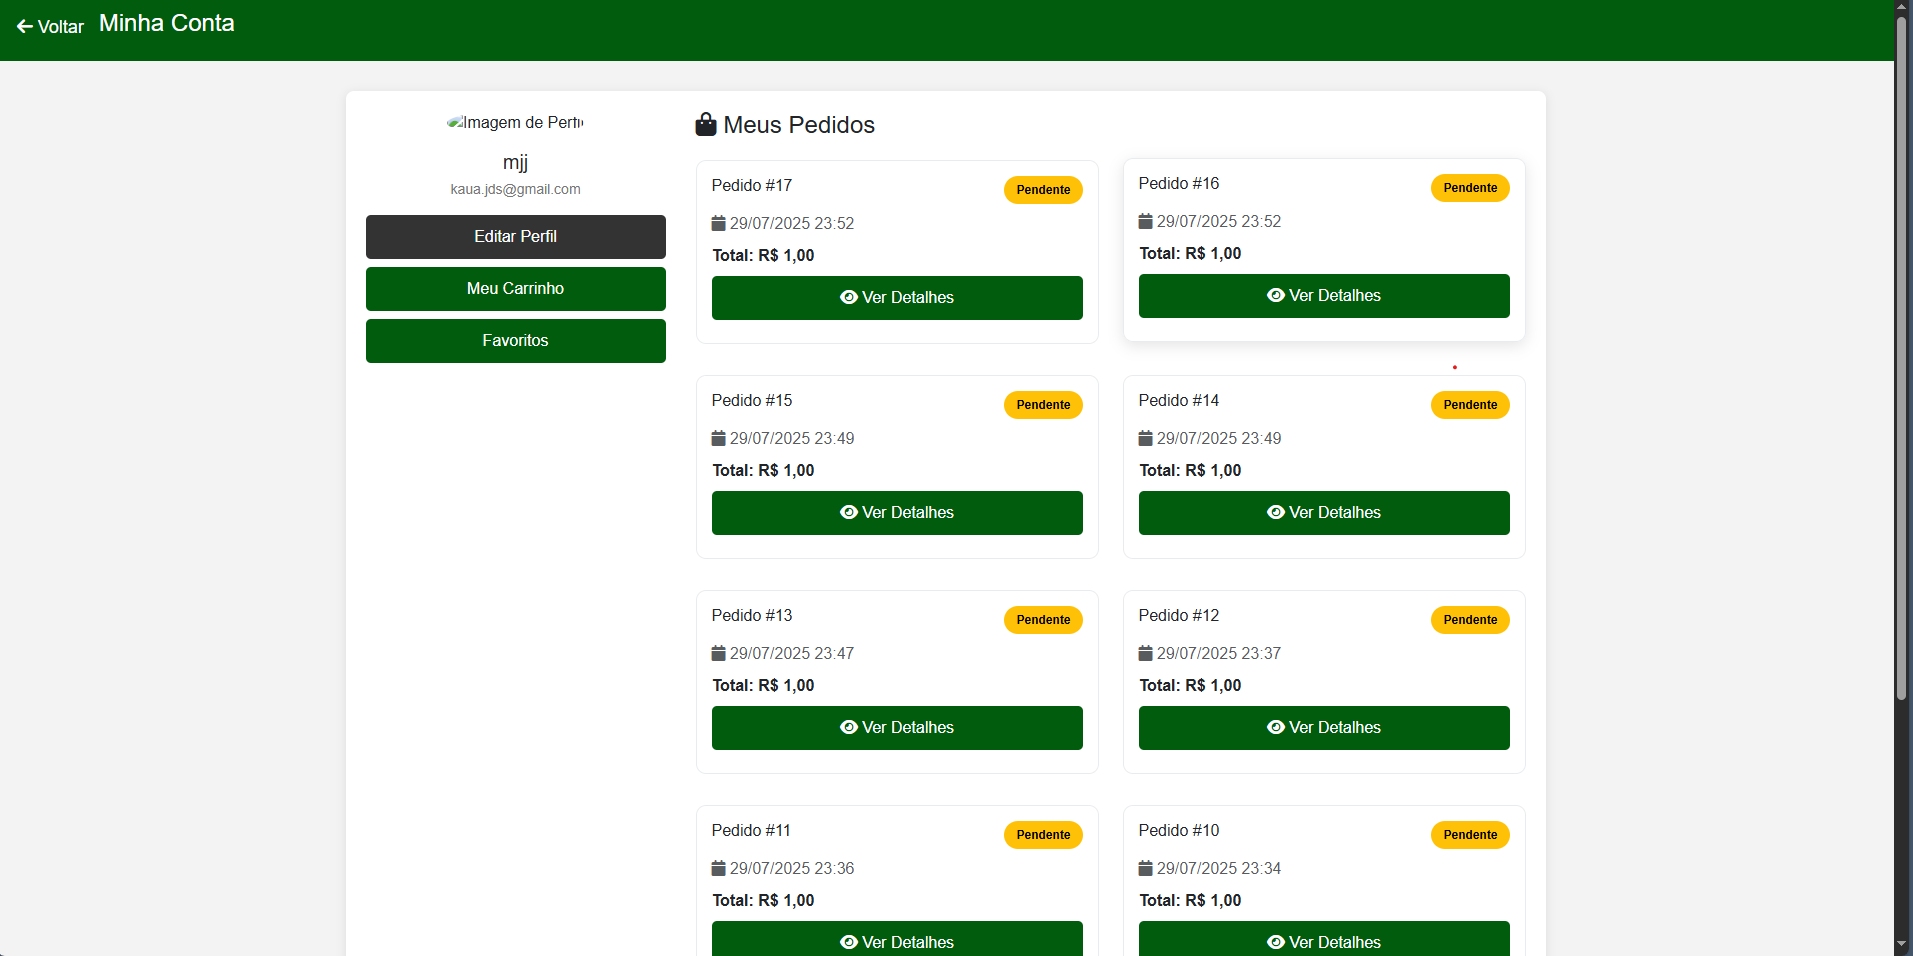 Voltar Minha Conta
Imagem de Perfi
mjj
kaua.jds@gmail.com
Editar Perfil
Meu Carrinho
Favoritos
Meus Pedidos
Pedido #17
Pendente
29/07/2025 23:52
Total: R$ 1,00
Ver Detalhes
Pedido #16
Pendente
29/07/2025 23:52
Total: R$ 1,00
Ver Detalhes
Pedido #15
Pendente
29/07/2025 23:49
Total: R$ 1,00
Ver Detalhes
Pedido #14
Pendente
29/07/2025 23:49
Total: R$ 1,00
Ver Detalhes
Pedido #13
Pendente
29/07/2025 23:47
Total: R$ 1,00
Ver Detalhes
Pedido #12
Pendente
29/07/2025 23:37
Total: R$ 1,00
Ver Detalhes
Pedido #11
Pendente
29/07/2025 23:36
Total: R$ 1,00
Ver Detalhes
Pedido #10
Pendente
29/07/2025 23:34
Total: R$ 1,00
Ver Detalhes